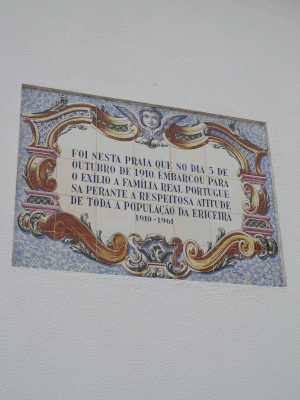 FOI NESTA PRAIA QUE NO DIA 5 DE
OUTUBRO DE 1910, EMBARCOU PARA
O EXÍLIO A FAMÍLIA REAL PORTUGUE
SA PERANTE A RESPEITOSA ATITUDE
DE TODA A POPULAÇÃO DA ERICEIRA
1910-1961